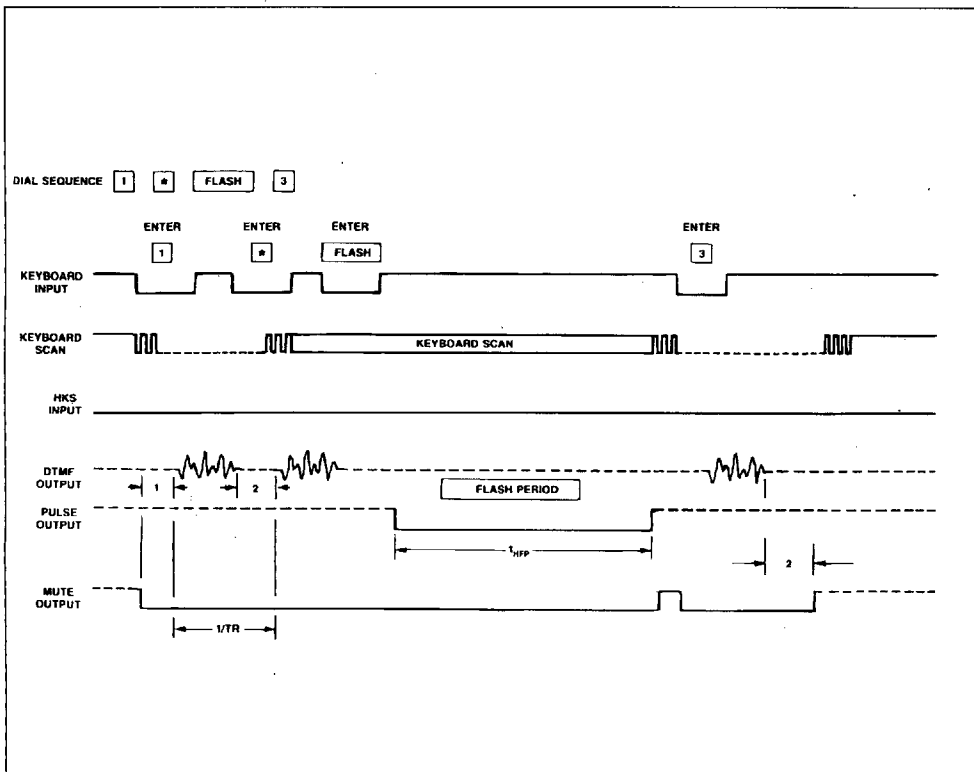 DIAL SEQUENCE 1 * FLASH 3
ENTER ENTER ENTER ENTER
1 * FLASH 3
KEYBOARD
INPUT
KEYBOARD
SCAN
KEYBOARD SCAN
HKS
INPUT
DTMF
OUTPUT
1 2 FLASH PERIOD
PULSE
OUTPUT
tHFP
2
MUTE
OUTPUT
1/TR